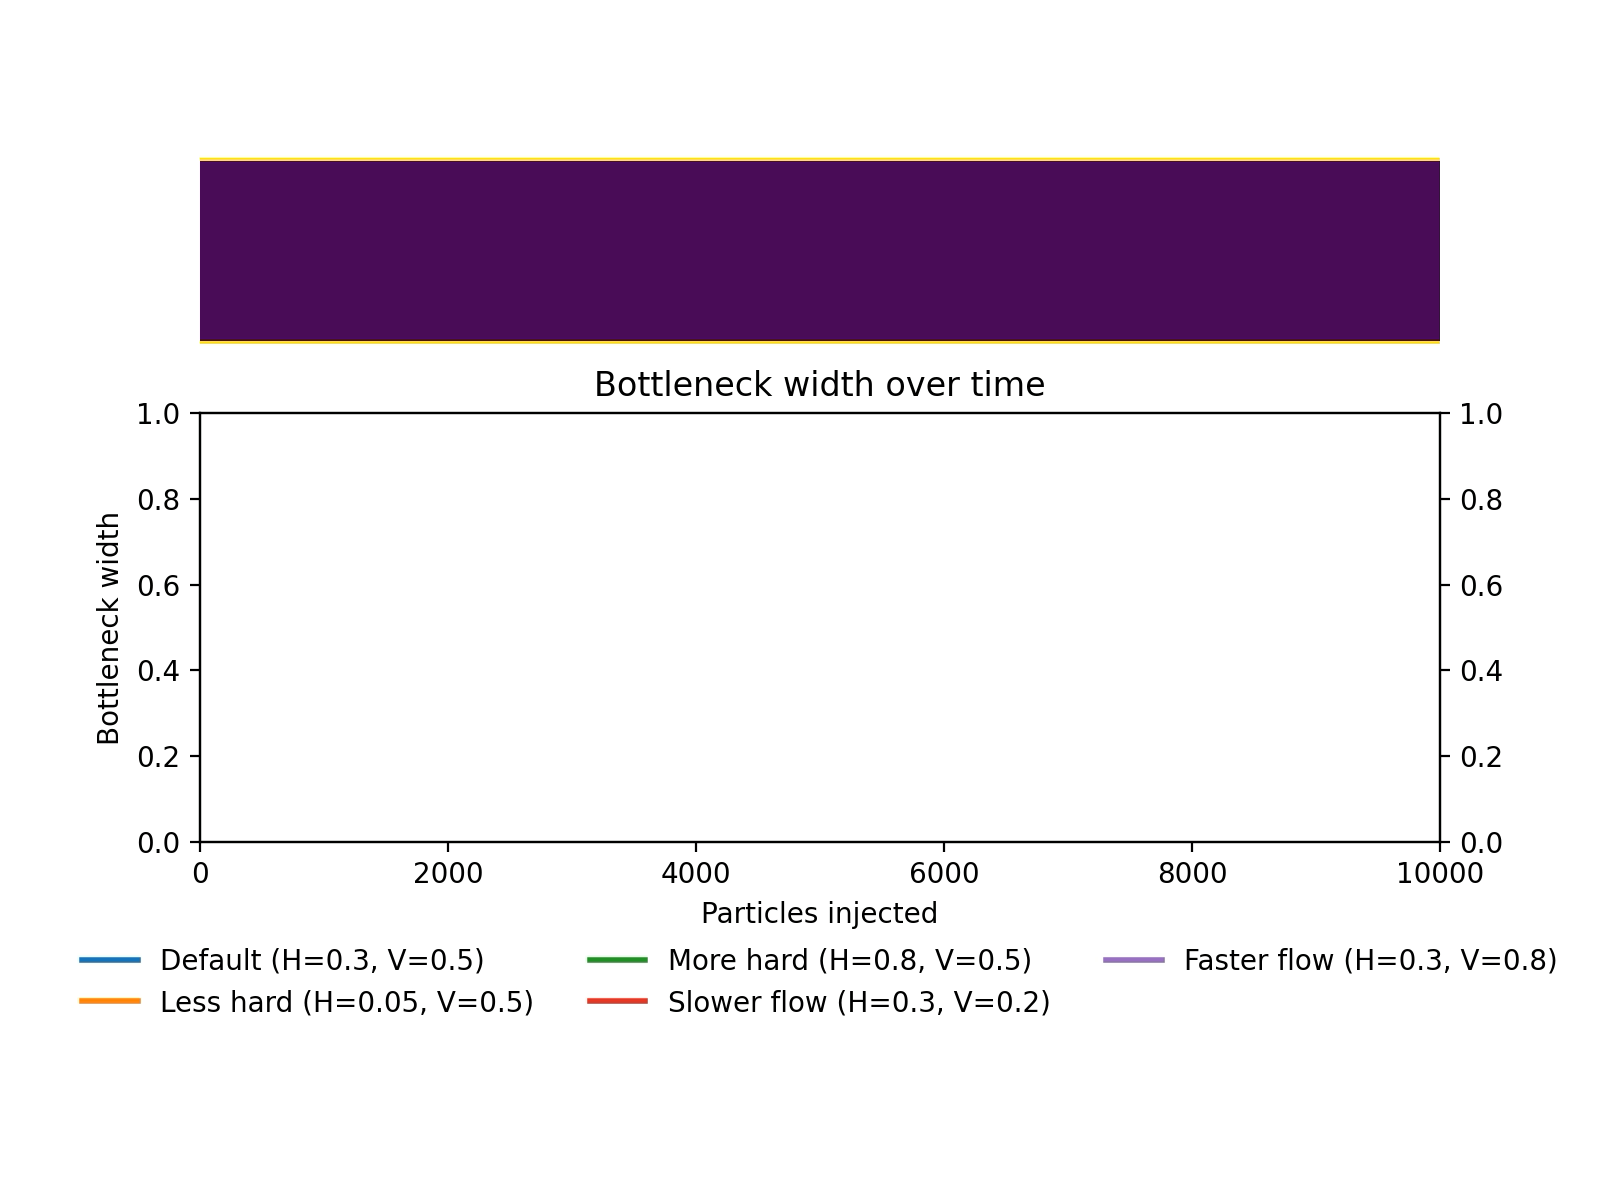 Bottleneck width over time
1.0 1.0
0.8 0.8
0.6 0.6
0.4 0.4
0.2 0.2
0.0 0.0
Bottleneck width
0 2000 4000 6000 8000 10000
Particles injected
Default (H=0.3, V=0.5) More hard (H=0.8, V=0.5) Faster flow (H=0.3, V=0.8)
Less hard (H=0.05, V=0.5) Slower flow (H=0.3, V=0.2)